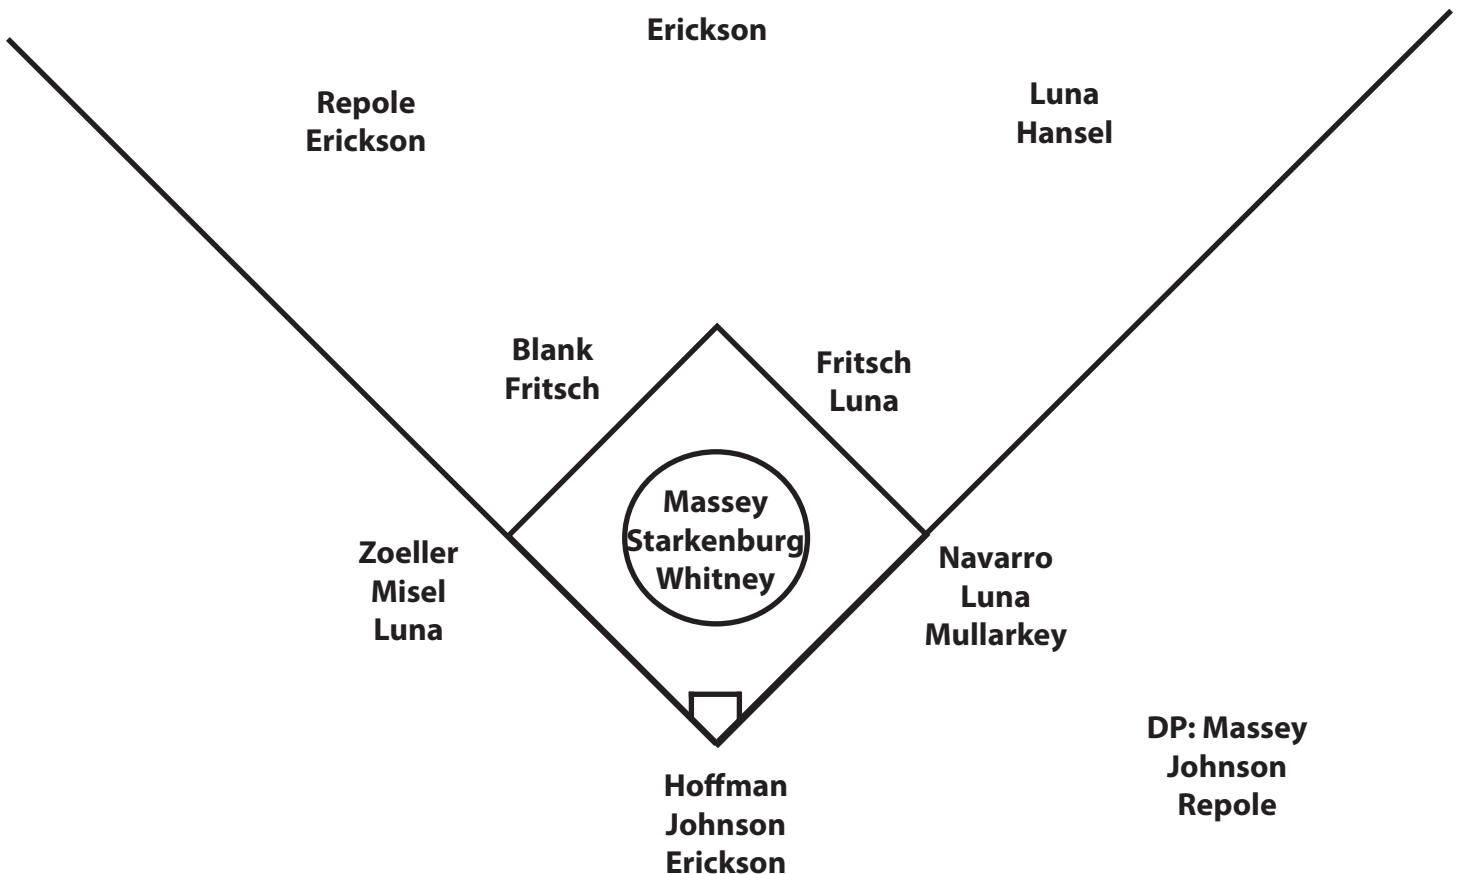 Erickson
Repole
Erickson
Luna
Hansel
Blank
Fritsch
Fritsch
Luna
Massey
Starkenburg
Whitney
Zoeller
Misel
Luna
Navarro
Luna
Mullarkey
DP: Massey
Johnson
Repole
Hoffman
Johnson
Erickson